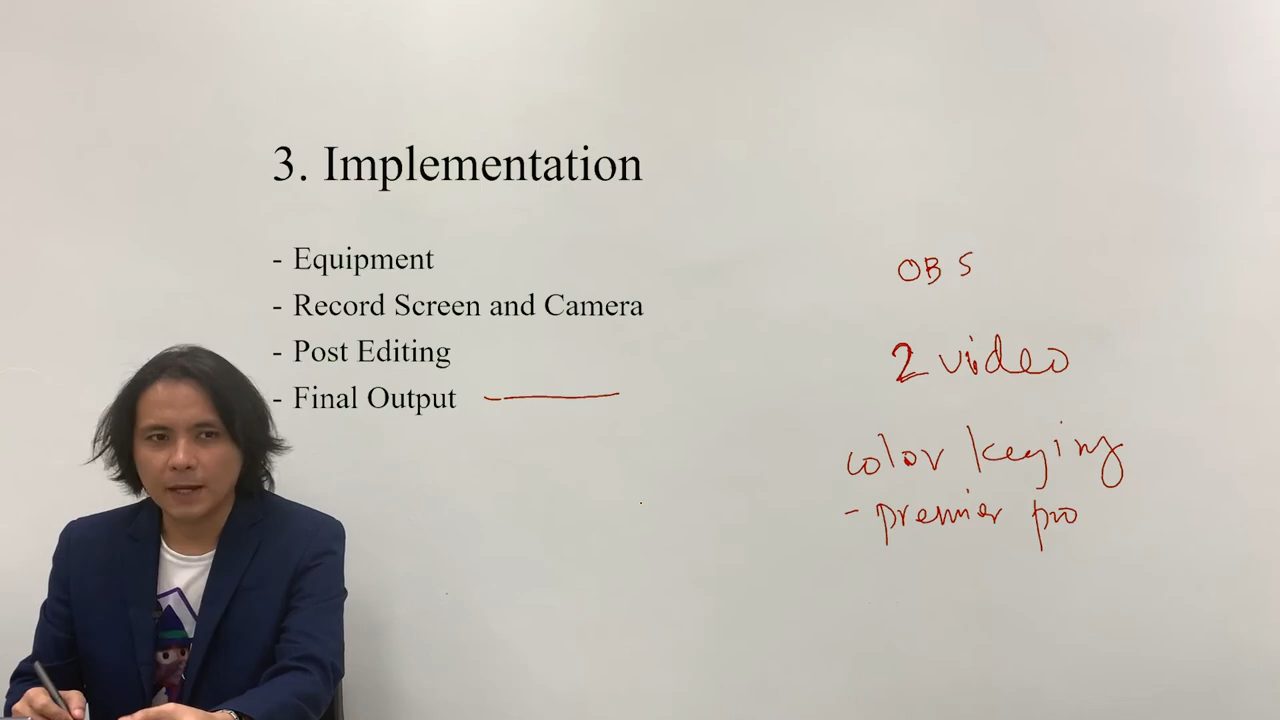 3. Implementation
- Equipment
- Record Screen and Camera
- Post Editing
- Final Output
OBS
2 video
color keying
- premier pro